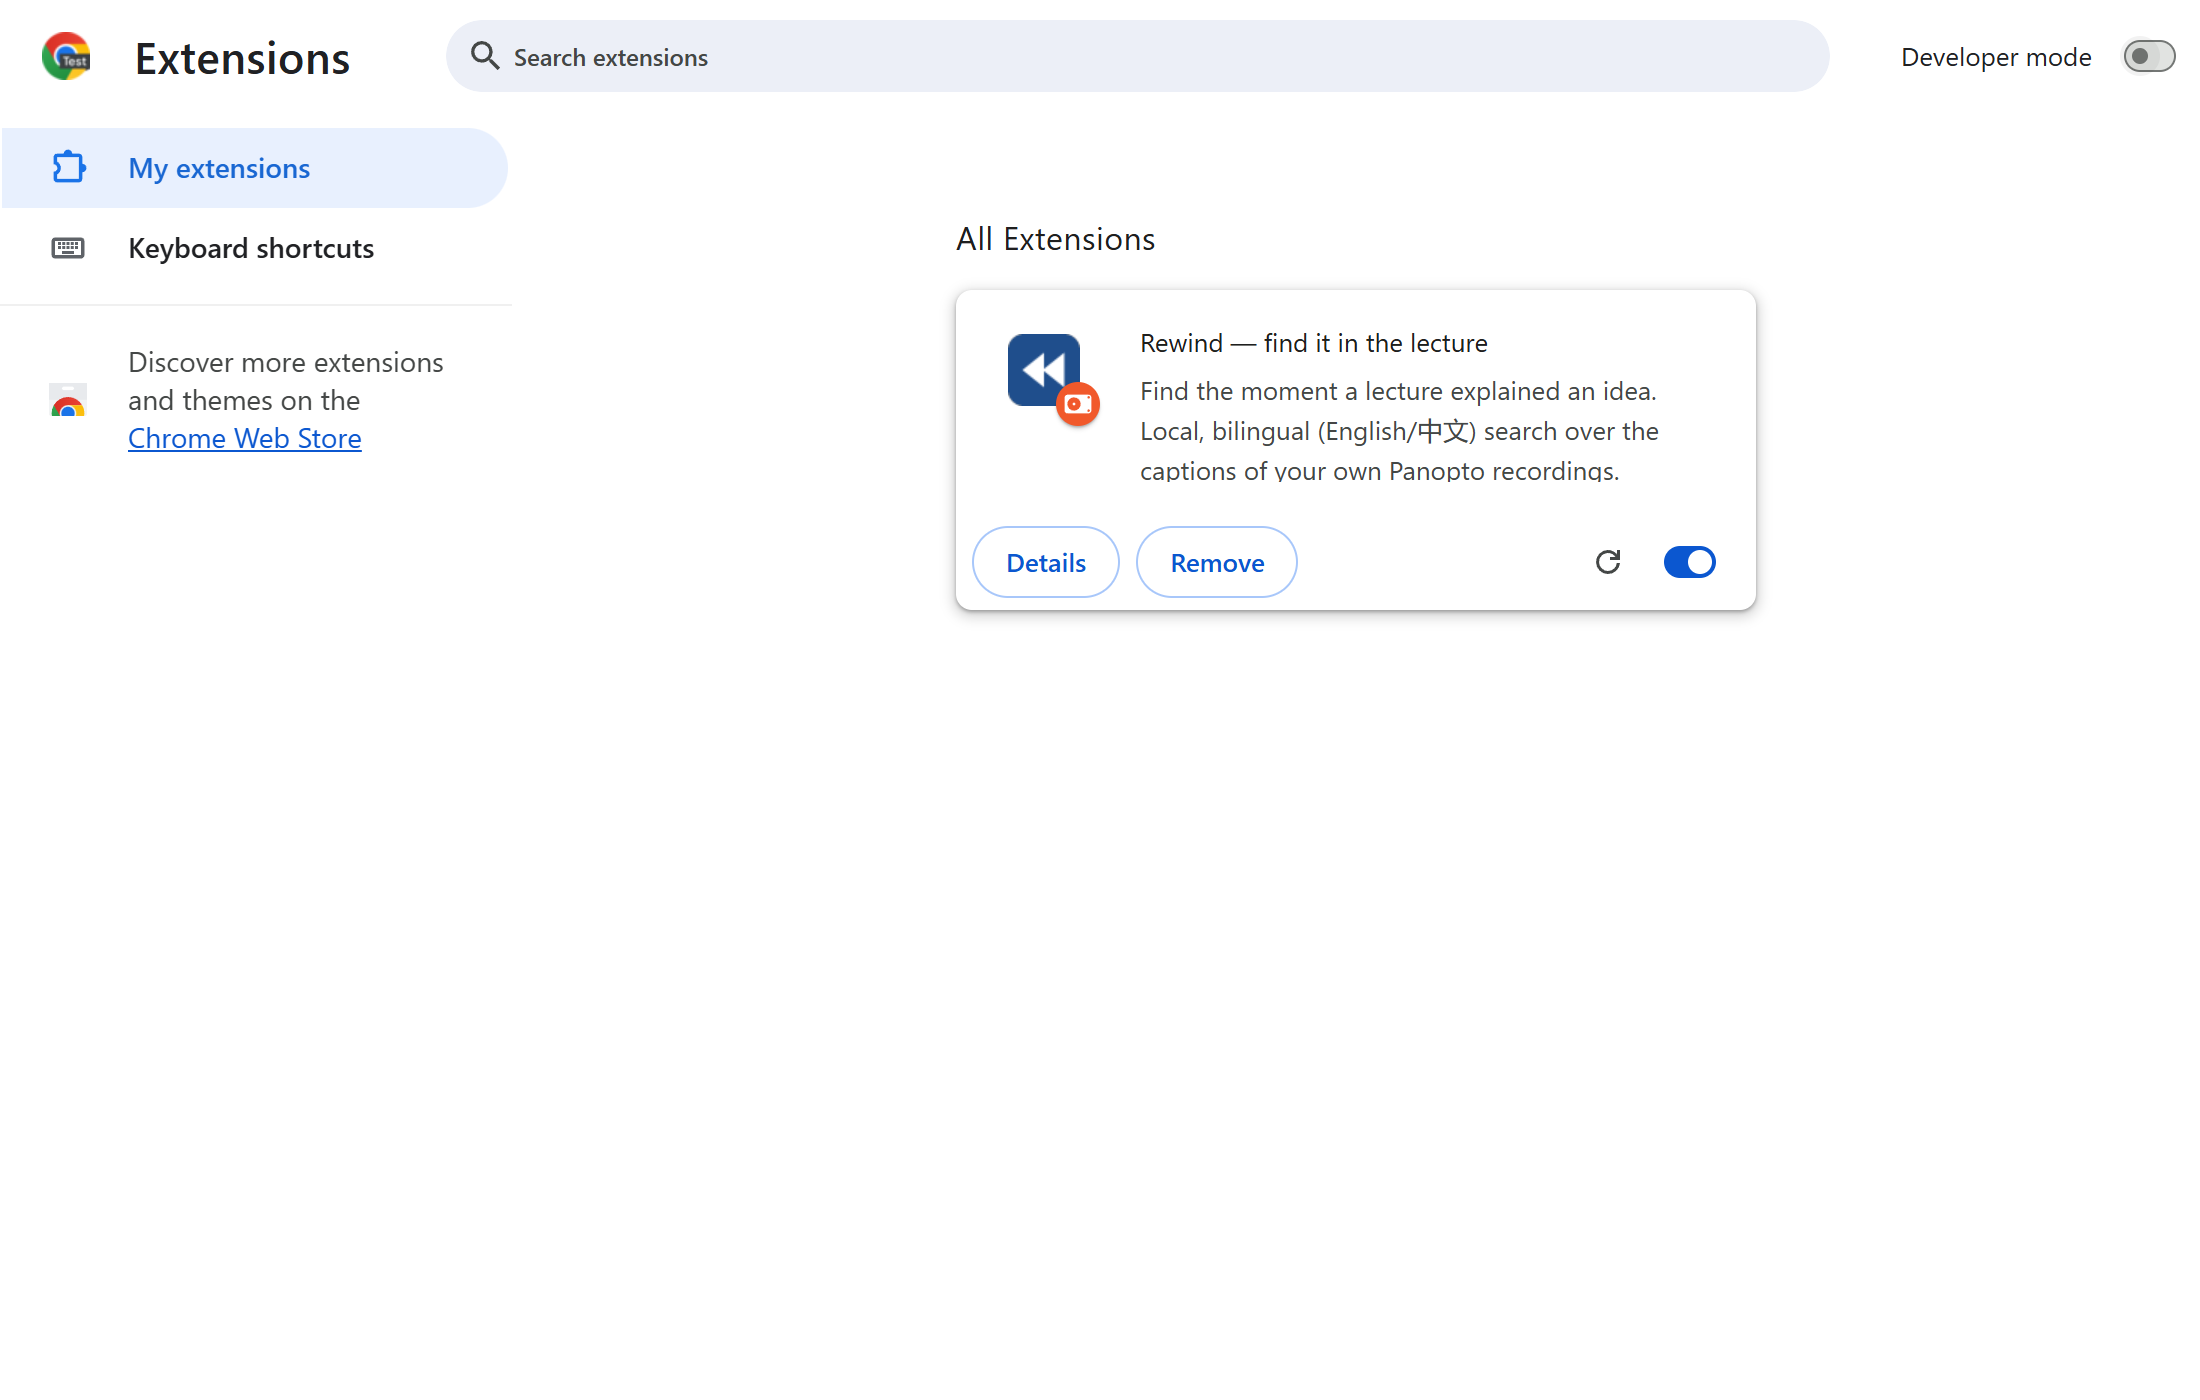 Test
Extensions
Search extensions
Developer mode
My extensions
Keyboard shortcuts
Discover more extensions
and themes on the
Chrome Web Store
All Extensions
Rewind — find it in the lecture
Find the moment a lecture explained an idea.
Local, bilingual (English/中文) search over the
captions of your own Panopto recordings.
Details
Remove